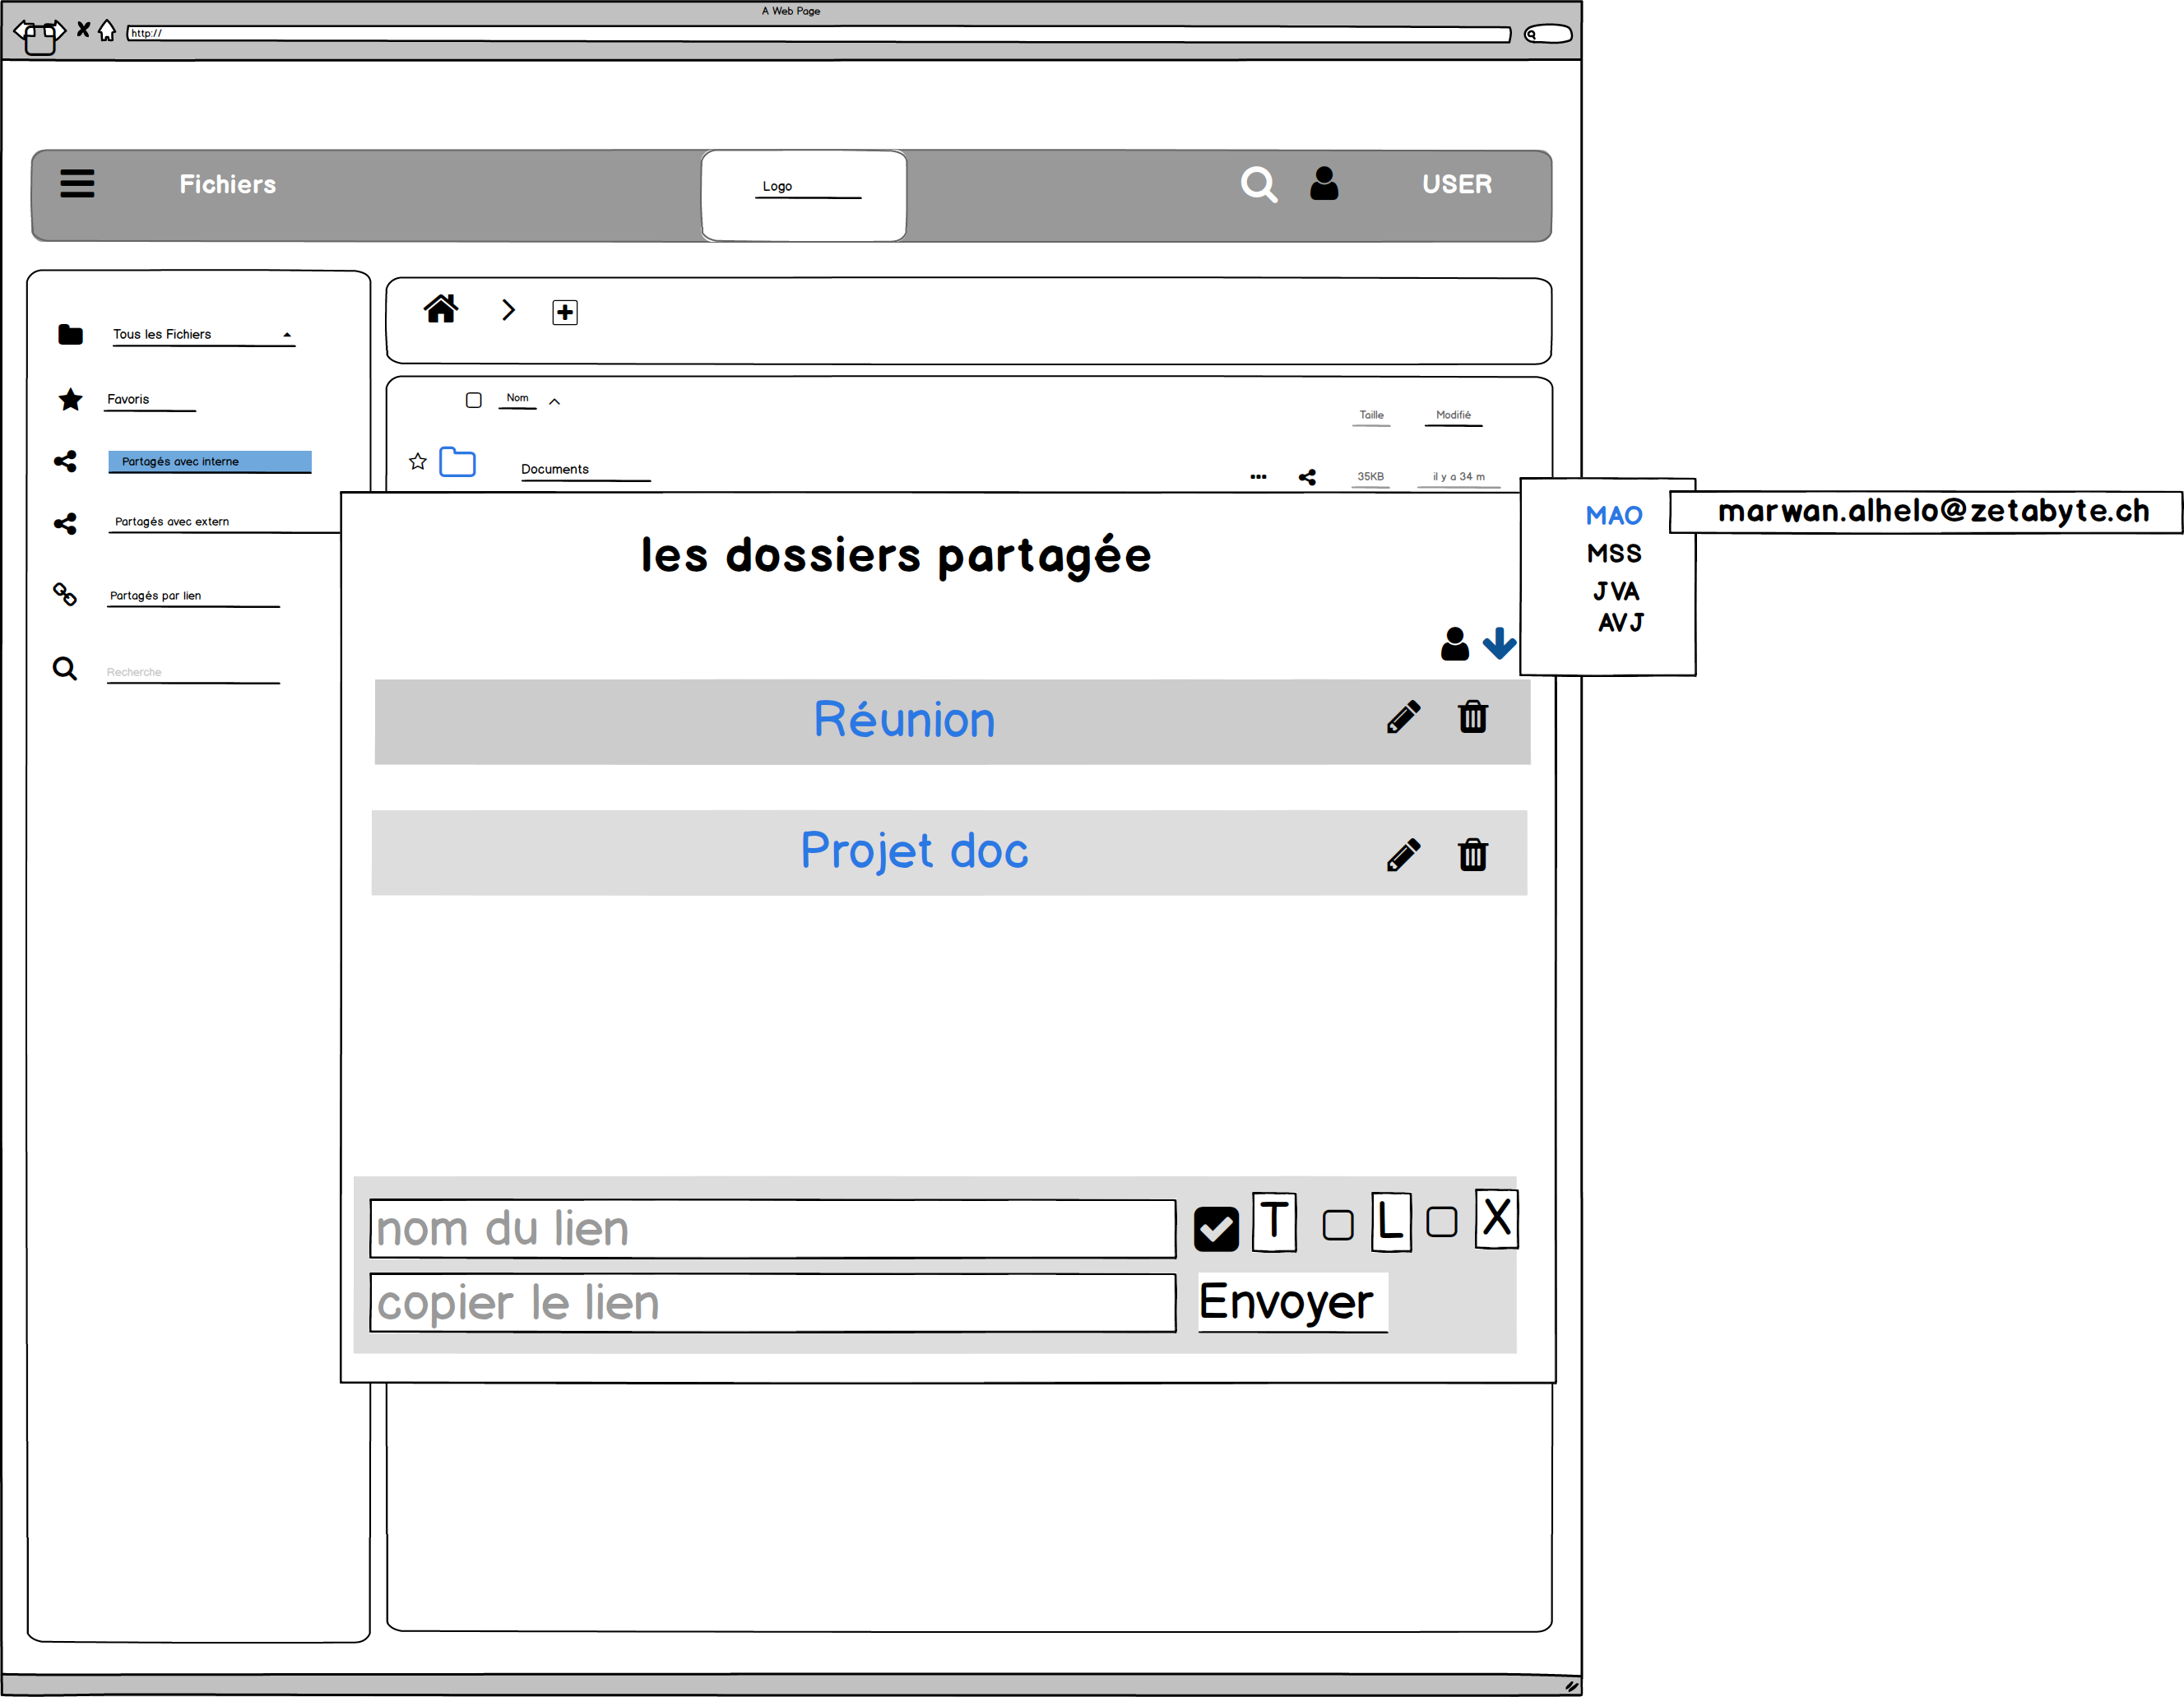 A Web Page
http://
Fichiers
Logo
USER
Tous les Fichiers
Favoris
Partagés avec interne
Partagés avec extern
Partagés par lien
Recherche
Nom
Taille
Modifié
Documents
35KB
il y a 34 m
les dossiers partagée
MAO
MSS
JVA
AVJ
marwan.alhelo@zetabyte.ch
Réunion
Projet doc
nom du lien
T
L
X
copier le lien
Envoyer